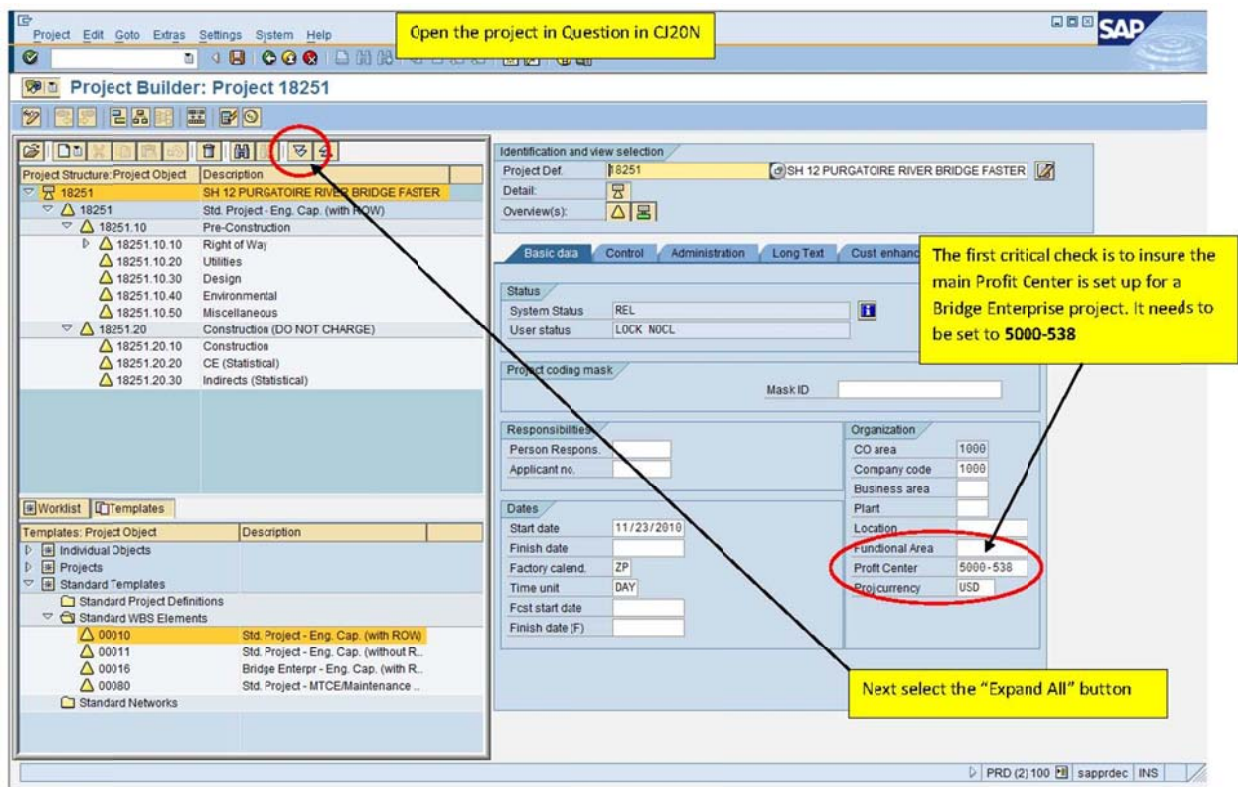 Project Edit Goto Extras Settings System Help
Open the project in Question in CJ20N
SAP
Project Builder: Project 18251
Project Structure: Project Object Description
18251 SH 12 PURGATOIRE RIVER BRIDGE FASTER
18251 Std. Project - Eng. Cap. (with ROW)
18251.10 Pre-Construction
18251.10.10 Right of Way
18251.10.20 Utilities
18251.10.30 Design
18251.10.40 Environmental
18251.10.50 Miscellaneous
18251.20 Construction (DO NOT CHARGE)
18251.20.10 Construction
18251.20.20 CE (Statistical)
18251.20.30 Indirects (Statistical)
Worklist Templates
Templates: Project Object Description
Individual Objects
Projects
Standard Templates
Standard Project Definitions
Standard WBS Elements
00010 Std. Project - Eng. Cap. (with ROW)
00011 Std. Project - Eng. Cap. (without R..
00016 Bridge Enterpr - Eng. Cap. (with R..
00080 Std. Project - MTCE/Maintenance ..
Standard Networks
Identification and view selection
Project Def. 18251 SH 12 PURGATOIRE RIVER BRIDGE FASTER
Detail:
Overview(s):
Basic data Control Administration Long Text Cust enhanc
The first critical check is to insure the
main Profit Center is set up for a
Bridge Enterprise project. It needs to
be set to 5000-538
Status
System Status REL
User status LOCK NOCL
Project coding mask
Mask ID
Responsibilities
Person Respons.
Applicant no.
Organization
CO area 1000
Company code 1000
Business area
Plant
Location
Functional Area
Profit Center 5000-538
Projcurrency USD
Dates
Start date 11/23/2010
Finish date
Factory calend. ZP
Time unit DAY
Fcst start date
Finish date (F)
Next select the “Expand All” button
PRD (2) 100 sapprdec INS